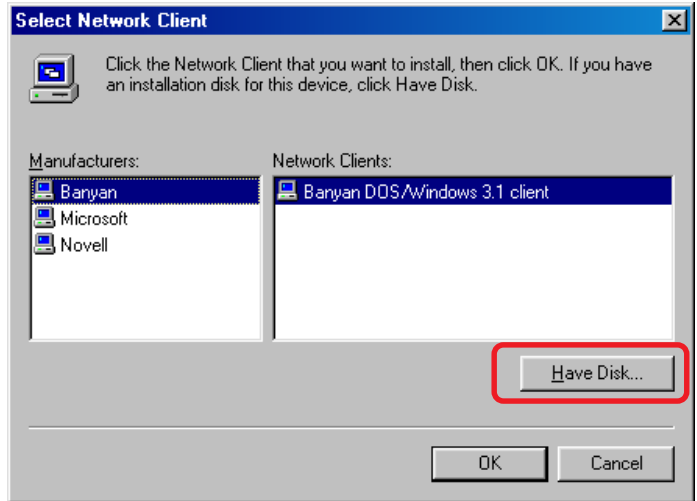 Select Network Client
Click the Network Client that you want to install, then click OK. If you have
an installation disk for this device, click Have Disk.
Manufacturers:
Network Clients:
Banyan
Banyan DOS/Windows 3.1 client
Microsoft
Novell
Have Disk...
OK
Cancel